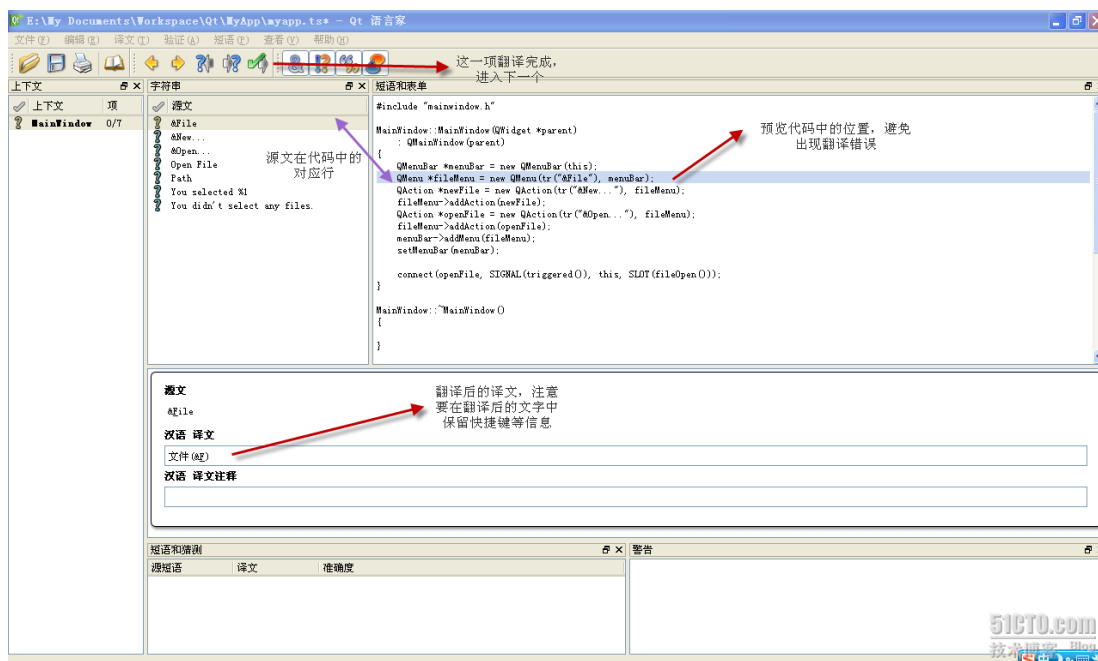 E:\My Documents\Workspace\Qt\MyApp\myapp.ts* - Qt 语言家
文件(F) 编辑(E) 译文(T) 验证(A) 短语(P) 查看(V) 帮助(H)
这一项翻译完成，
进入下一个
上下文
上下文 项
MainWindow 0/7
字符串
源文
&File
&New...
&Open...
Open File
Path
You selected %1
You didn't select any files.
源文在代码中的
对应行
短语和表单
#include "mainwindow.h"
MainWindow::MainWindow(QWidget *parent)
: QMainWindow(parent)
{
QMenuBar *menuBar = new QMenuBar(this);
QMenu *fileMenu = new QMenu(tr("&File"), menuBar);
QAction *newFile = new QAction(tr("&New..."), fileMenu);
fileMenu->addAction(newFile);
QAction *openFile = new QAction(tr("&Open..."), fileMenu);
fileMenu->addAction(openFile);
menuBar->addMenu(fileMenu);
setMenuBar(menuBar);
connect(openFile, SIGNAL(triggered()), this, SLOT(fileOpen()));
}
MainWindow::~MainWindow()
{
}
预览代码中的位置，避免
出现翻译错误
源文
&File
汉语 译文
文件(&F)
汉语 译文注释
翻译后的译文，注意
要在翻译后的文字中
保留快捷键等信息
短语和猜测
源短语 译文 准确度
警告
51CTO.com
技术博客 Blog